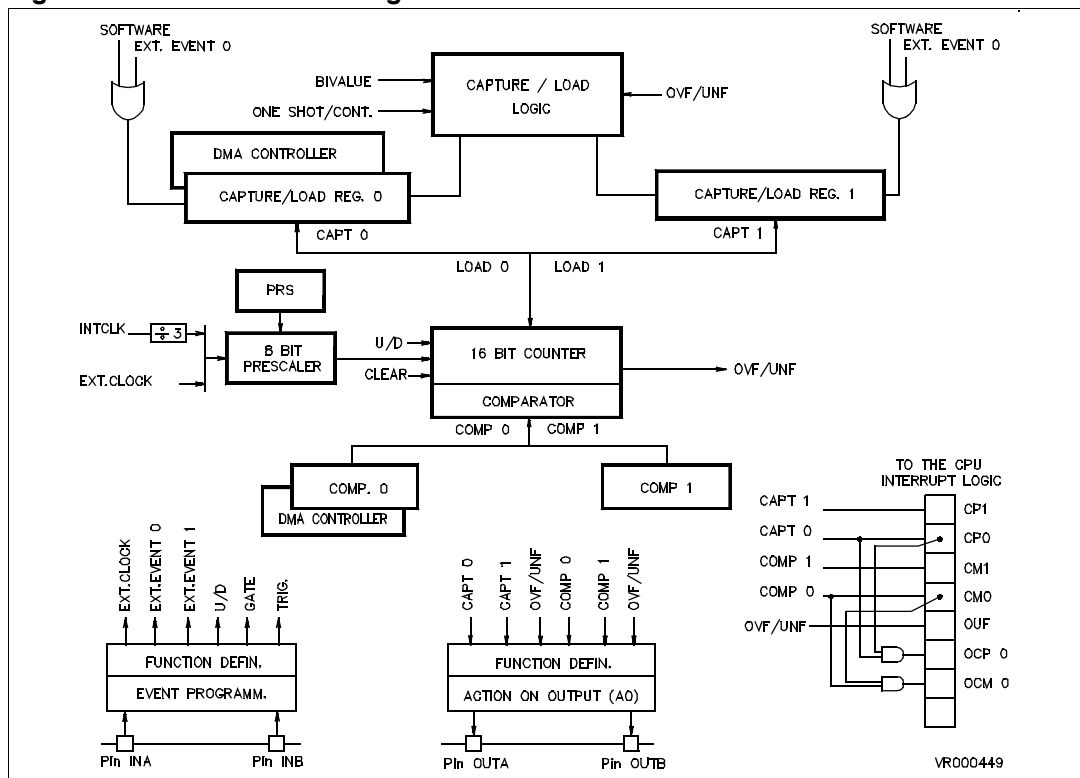 SOFTWARE
EXT. EVENT 0
SOFTWARE
EXT. EVENT 0
BIVALUE
ONE SHOT/CONT.
CAPTURE / LOAD
LOGIC
OVF/UNF
DMA CONTROLLER
CAPTURE/LOAD REG. 0
CAPTURE/LOAD REG. 1
CAPT 0
CAPT 1
LOAD 0
LOAD 1
PRS
INTCLK
÷ 3
8 BIT
PRESCALER
EXT.CLOCK
U/D
CLEAR
16 BIT COUNTER
COMPARATOR
OVF/UNF
COMP 0
COMP 1
COMP. 0
DMA CONTROLLER
COMP 1
EXT.CLOCK
EXT.EVENT 0
EXT.EVENT 1
U/D
GATE
TRIG.
FUNCTION DEFIN.
EVENT PROGRAMM.
Pin INA
Pin INB
CAPT 0
CAPT 1
OVF/UNF
COMP 0
COMP 1
OVF/UNF
FUNCTION DEFIN.
ACTION ON OUTPUT (AO)
Pin OUTA
Pin OUTB
TO THE CPU
INTERRUPT LOGIC
CAPT 1
CP1
CAPT 0
CP0
COMP 1
CM1
COMP 0
CM0
OVF/UNF
OUF
OCP 0
OCM 0
VR000449